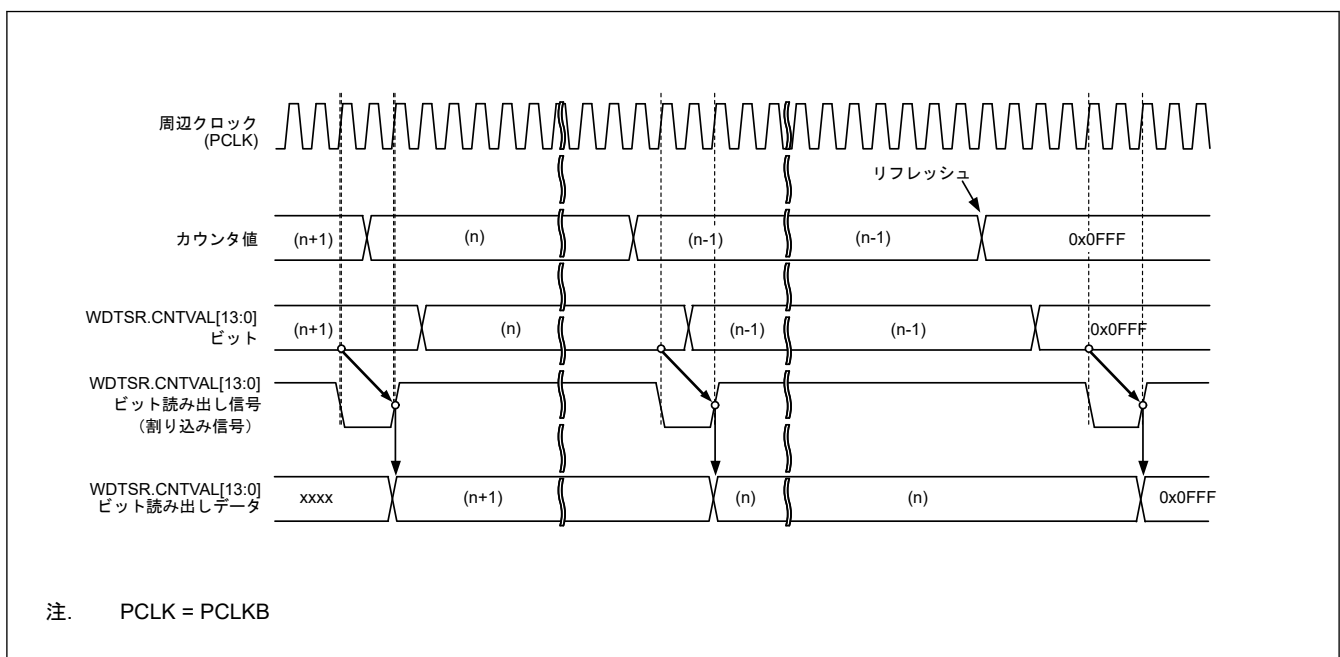 周辺クロック
(PCLK)
リフレッシュ
カウンタ値
(n+1)
(n)
(n-1)
(n-1)
0x0FFF
WDTSR.CNTVAL[13:0]
ビット
(n+1)
(n)
(n-1)
(n-1)
0x0FFF
WDTSR.CNTVAL[13:0]
ビット読み出し信号
（割り込み信号）
WDTSR.CNTVAL[13:0]
ビット読み出しデータ
xxxx
(n+1)
(n)
(n)
0x0FFF
注. PCLK = PCLKB